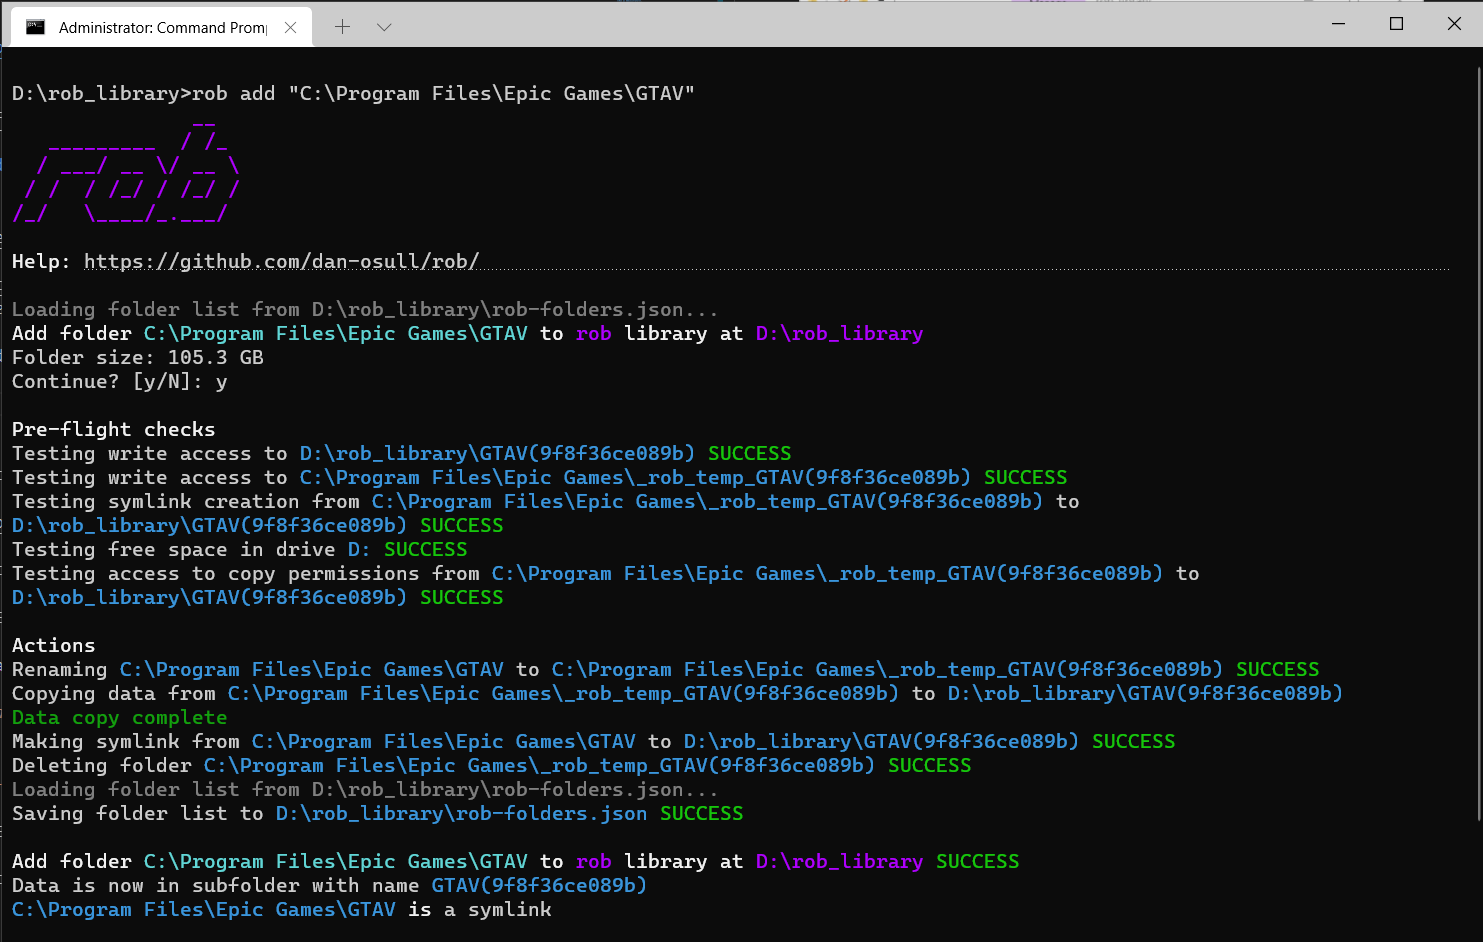 Administrator: Command Prom
D:\rob_library>rob add "C:\Program Files\Epic Games\GTAV"
rob
Help: https://github.com/dan-osull/rob/
Loading folder list from D:\rob_library\rob-folders.json...
Add folder C:\Program Files\Epic Games\GTAV to rob library at D:\rob_library
Folder size: 105.3 GB
Continue? [y/N]: y
Pre-flight checks
Testing write access to D:\rob_library\GTAV(9f8f36ce089b) SUCCESS
Testing write access to C:\Program Files\Epic Games\_rob_temp_GTAV(9f8f36ce089b) SUCCESS
Testing symlink creation from C:\Program Files\Epic Games\_rob_temp_GTAV(9f8f36ce089b) to
D:\rob_library\GTAV(9f8f36ce089b) SUCCESS
Testing free space in drive D: SUCCESS
Testing access to copy permissions from C:\Program Files\Epic Games\_rob_temp_GTAV(9f8f36ce089b) to
D:\rob_library\GTAV(9f8f36ce089b) SUCCESS
Actions
Renaming C:\Program Files\Epic Games\GTAV to C:\Program Files\Epic Games\_rob_temp_GTAV(9f8f36ce089b) SUCCESS
Copying data from C:\Program Files\Epic Games\_rob_temp_GTAV(9f8f36ce089b) to D:\rob_library\GTAV(9f8f36ce089b)
Data copy complete
Making symlink from C:\Program Files\Epic Games\GTAV to D:\rob_library\GTAV(9f8f36ce089b) SUCCESS
Deleting folder C:\Program Files\Epic Games\_rob_temp_GTAV(9f8f36ce089b) SUCCESS
Loading folder list from D:\rob_library\rob-folders.json...
Saving folder list to D:\rob_library\rob-folders.json SUCCESS
Add folder C:\Program Files\Epic Games\GTAV to rob library at D:\rob_library SUCCESS
Data is now in subfolder with name GTAV(9f8f36ce089b)
C:\Program Files\Epic Games\GTAV is a symlink